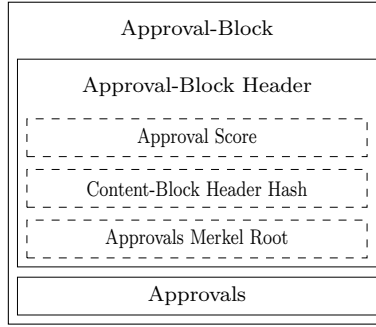 Approval-Block
Approval-Block Header
Approval Score
Content-Block Header Hash
Approvals Merkel Root
Approvals